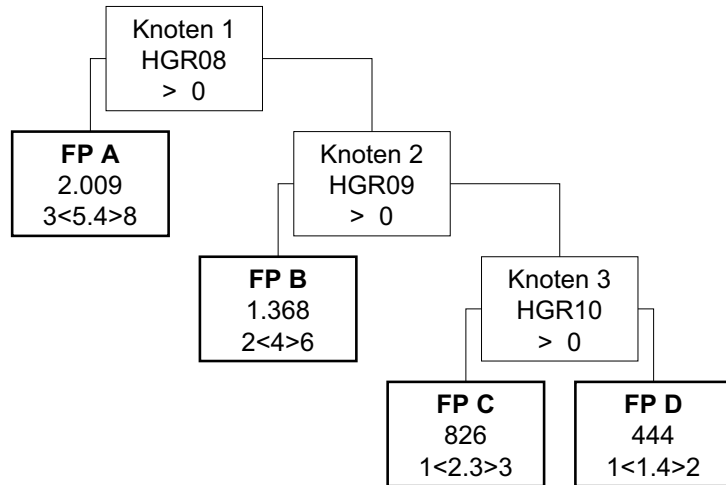 Knoten 1
HGR08
> 0
FP A
2.009
3<5.4>8
Knoten 2
HGR09
> 0
FP B
1.368
2<4>6
Knoten 3
HGR10
> 0
FP C
826
1<2.3>3
FP D
444
1<1.4>2